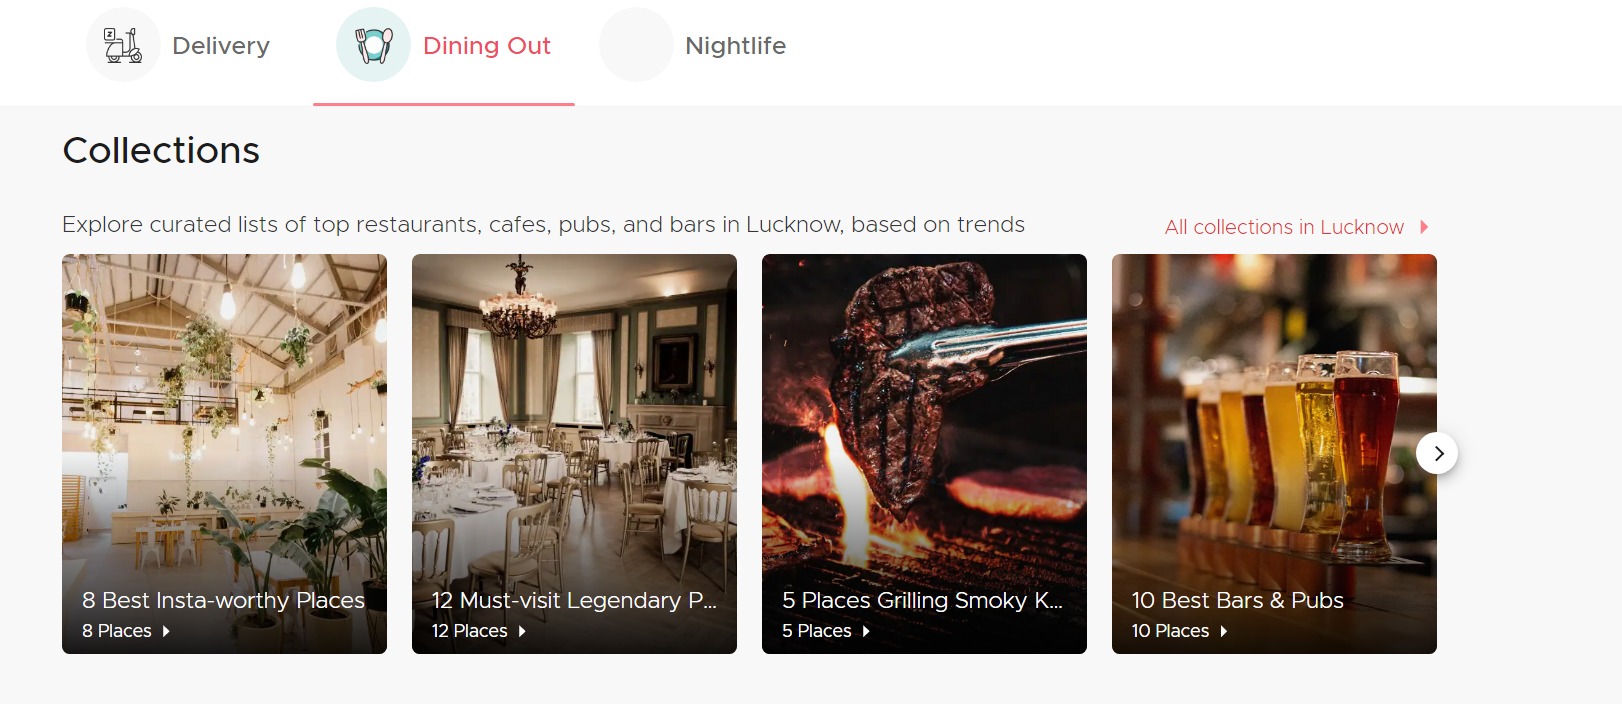 Delivery
Dining Out
Nightlife
Collections
Explore curated lists of top restaurants, cafes, pubs, and bars in Lucknow, based on trends
All collections in Lucknow
8 Best Insta-worthy Places
8 Places
12 Must-visit Legendary P...
12 Places
5 Places Grilling Smoky K...
5 Places
10 Best Bars & Pubs
10 Places